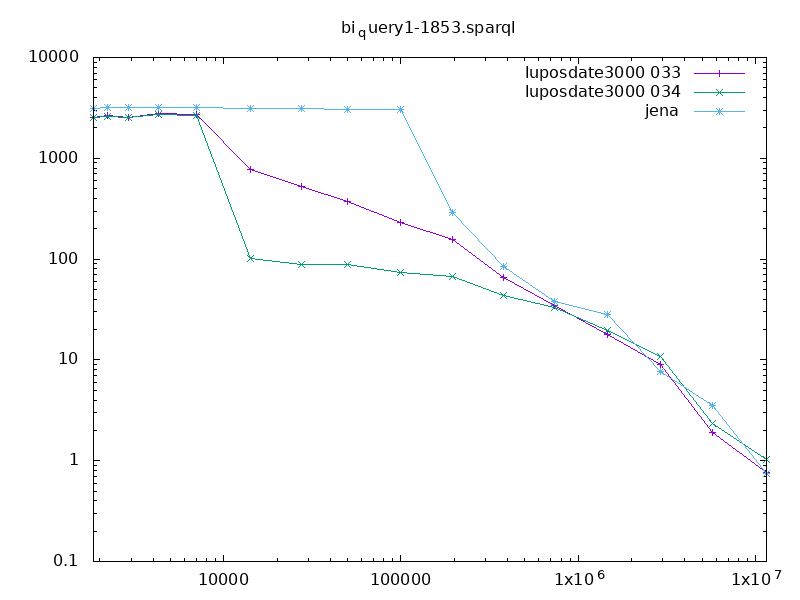 bi_query1-1853.sparql
10000
luposdate3000 033
luposdate3000 034
jena
1000
100
10
1
0.1
10000 100000 1x10^6 1x10^7